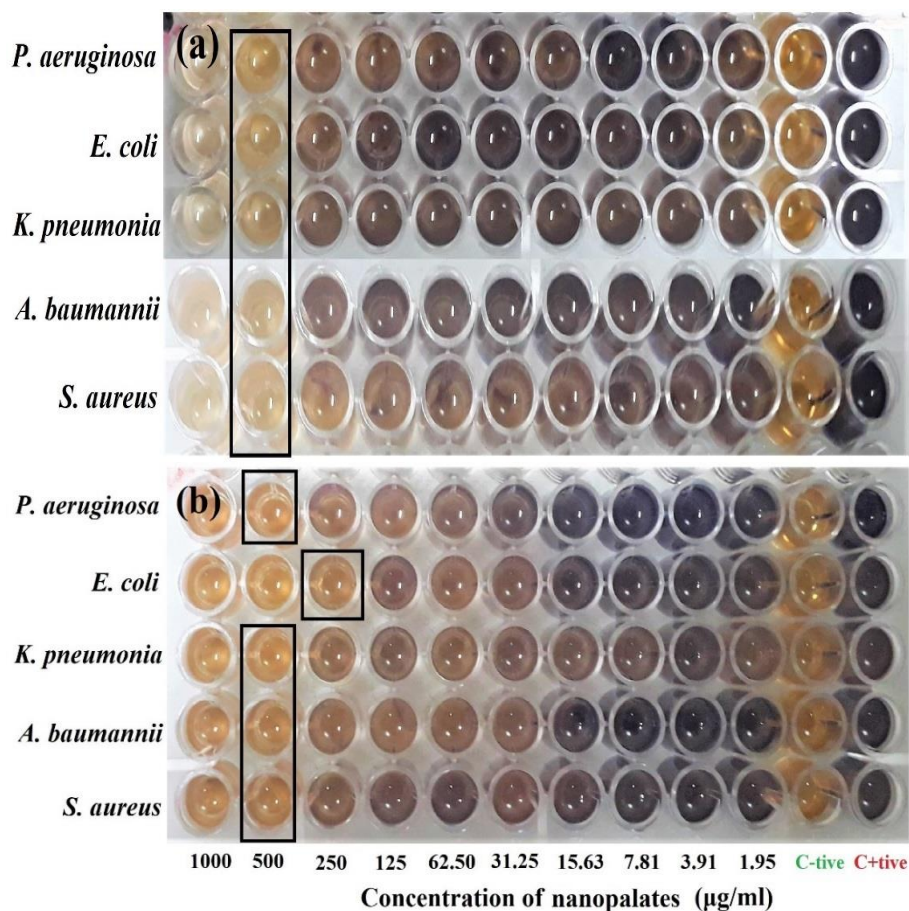 (a)
P. aeruginosa
E. coli
K. pneumonia
A. baumannii
S. aureus
(b)
P. aeruginosa
E. coli
K. pneumonia
A. baumannii
S. aureus
1000 500 250 125 62.50 31.25 15.63 7.81 3.91 1.95 C-tive C+tive
Concentration of nanopalates (μg/ml)